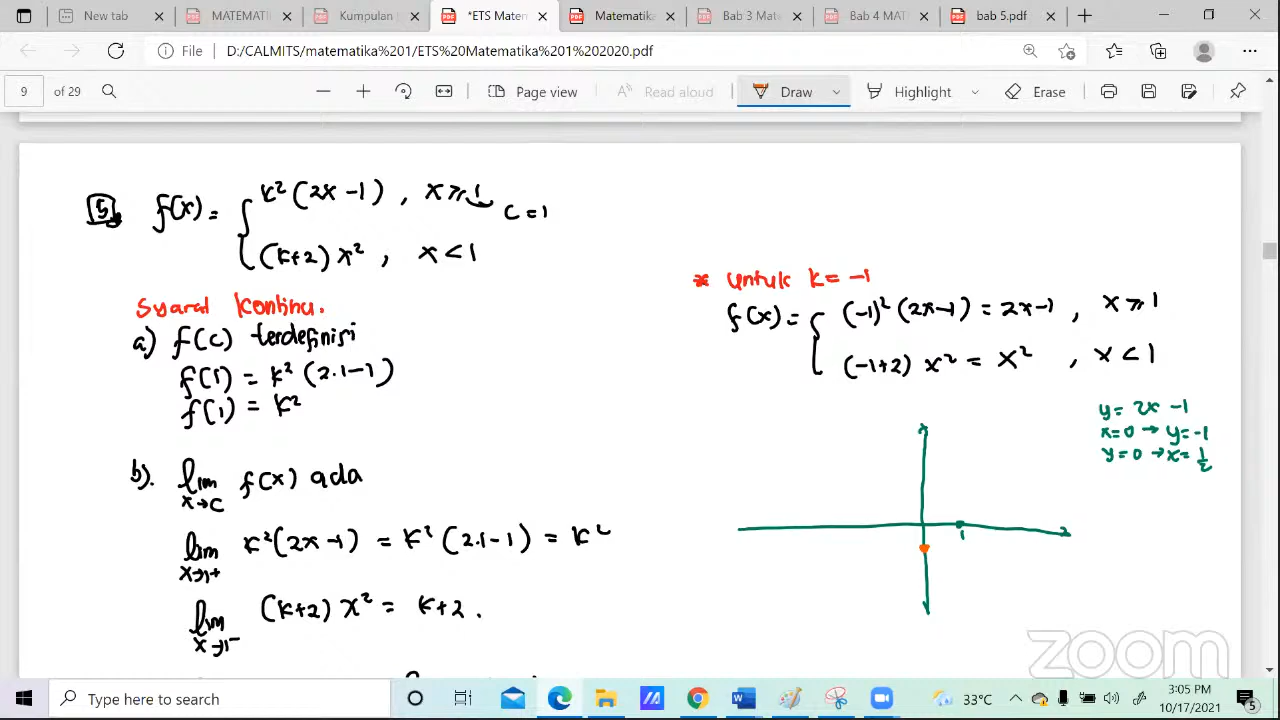 New tab
MATEMATI
Kumpulan
*ETS Matem
Matematika
Bab 3 Mate
Bab 4 MAT
bab 5.pdf
File D:/CALMITS/matematika%201/ETS%20Matematika%201%202020.pdf
9 of 29
Page view
Read aloud
Draw
Highlight
Erase
5. f(x) = { k²(2x - 1) , x ≥ 1
c = 1
(k+2) x² , x < 1
Syarat kontinu.
a) f(c) terdefinisi
f(1) = k² (2.1 - 1)
f(1) = k²
b). lim x→c f(x) ada
lim x→1+ k²(2x - 1) = k² (2.1 - 1) = k²
lim x→1- (k+2) x² = k+2 .
* untuk k = -1
f(x) = { (-1)² (2x-1) = 2x-1 , x ≥ 1
(-1+2) x² = x² , x < 1
y = 2x - 1
x=0 → y=-1
y=0 → x = 1/2
1
zoom
Type here to search
33°C
3:05 PM
10/17/2021
5